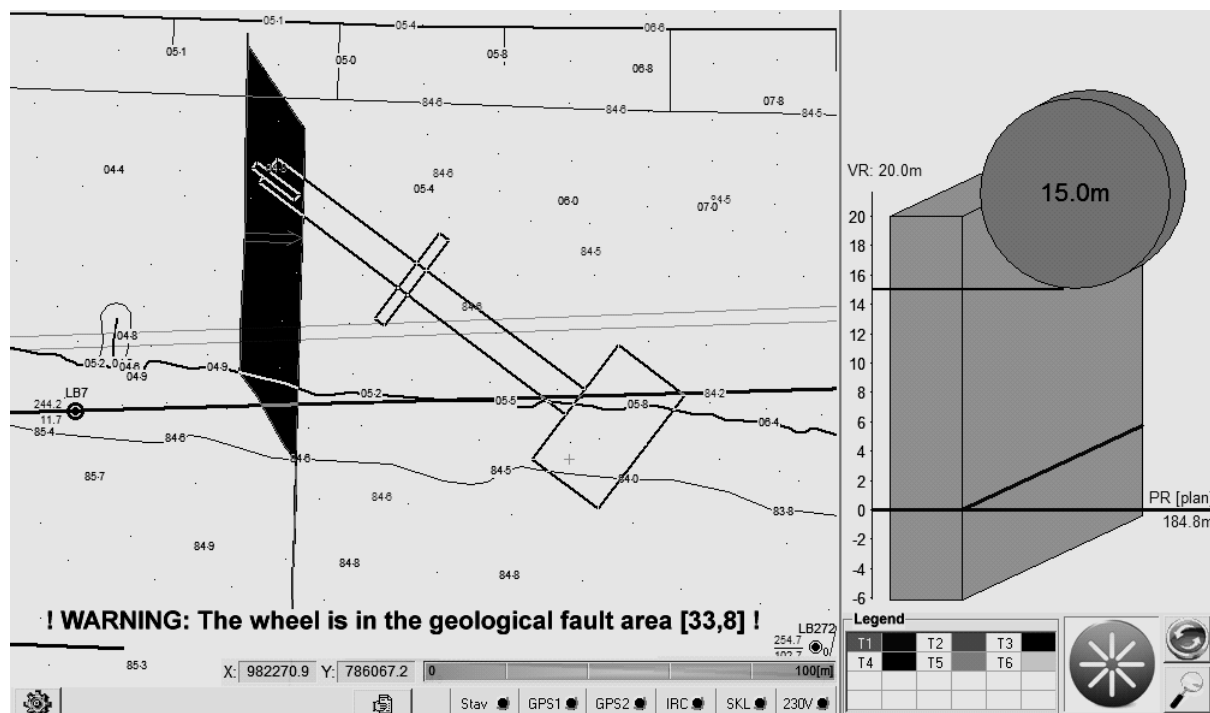 05-1 05-4 06-6
05-1 05-0 05-8 06-8
84-6 84-6 07-8 84-5
04-4 84-6 05-4 06-0 84-5 07-0
84-5
84-6
04-8
05-2 04-6 04-9 04-9 05-2 05-5 05-8 84-2 06-4
LB7
244.2
11.7
85-4 84-6 84-6 84-5 84-0 83-8
85-7 84-6
84-9 84-8 84-8
! WARNING: The wheel is in the geological fault area [33,8] !
LB272
254.7
102.7
85-3
X: 982270.9 Y: 786067.2 0 100[m]
Stav GPS1 GPS2 IRC SKL 230V
VR: 20.0m
15.0m
20
18
16
14
12
10
8
6
4
2
0
-2
-4
-6
PR [plan]
184.8m
Legend
T1 T2 T3
T4 T5 T6